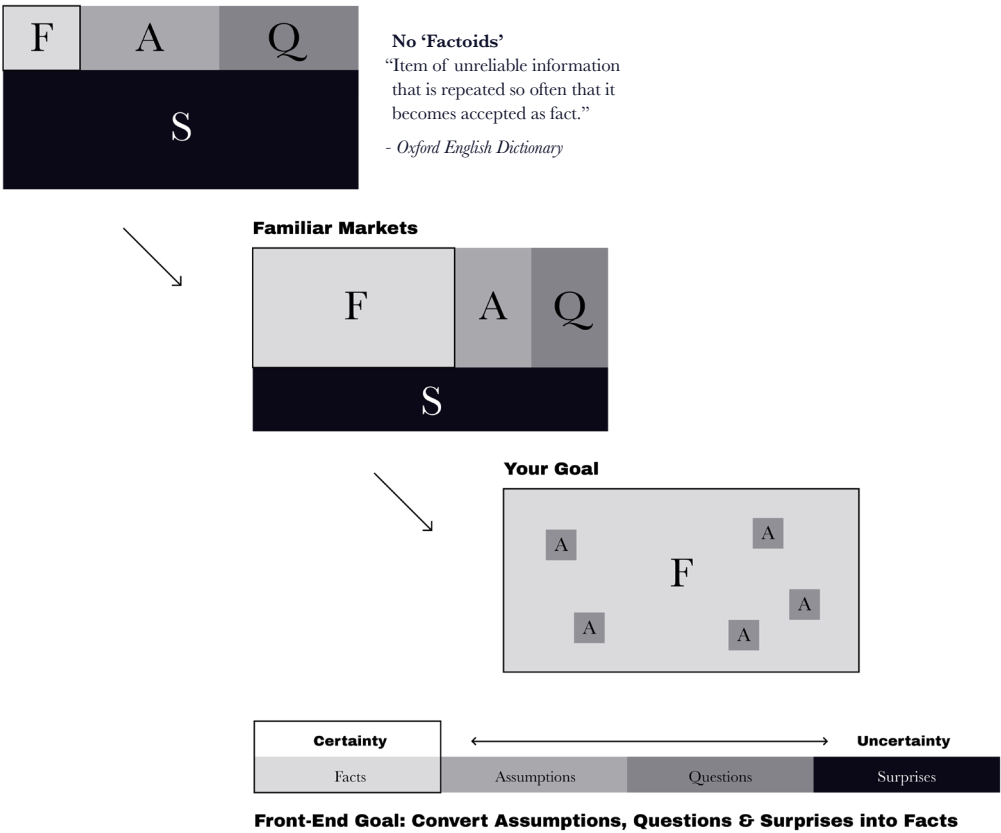 F A Q
S
No ‘Factoids’
“Item of unreliable information
that is repeated so often that it
becomes accepted as fact.”
- Oxford English Dictionary
Familiar Markets
F A Q
S
Your Goal
A
A
F
A
A
A
Certainty Uncertainty
Facts Assumptions Questions Surprises
Front-End Goal: Convert Assumptions, Questions & Surprises into Facts